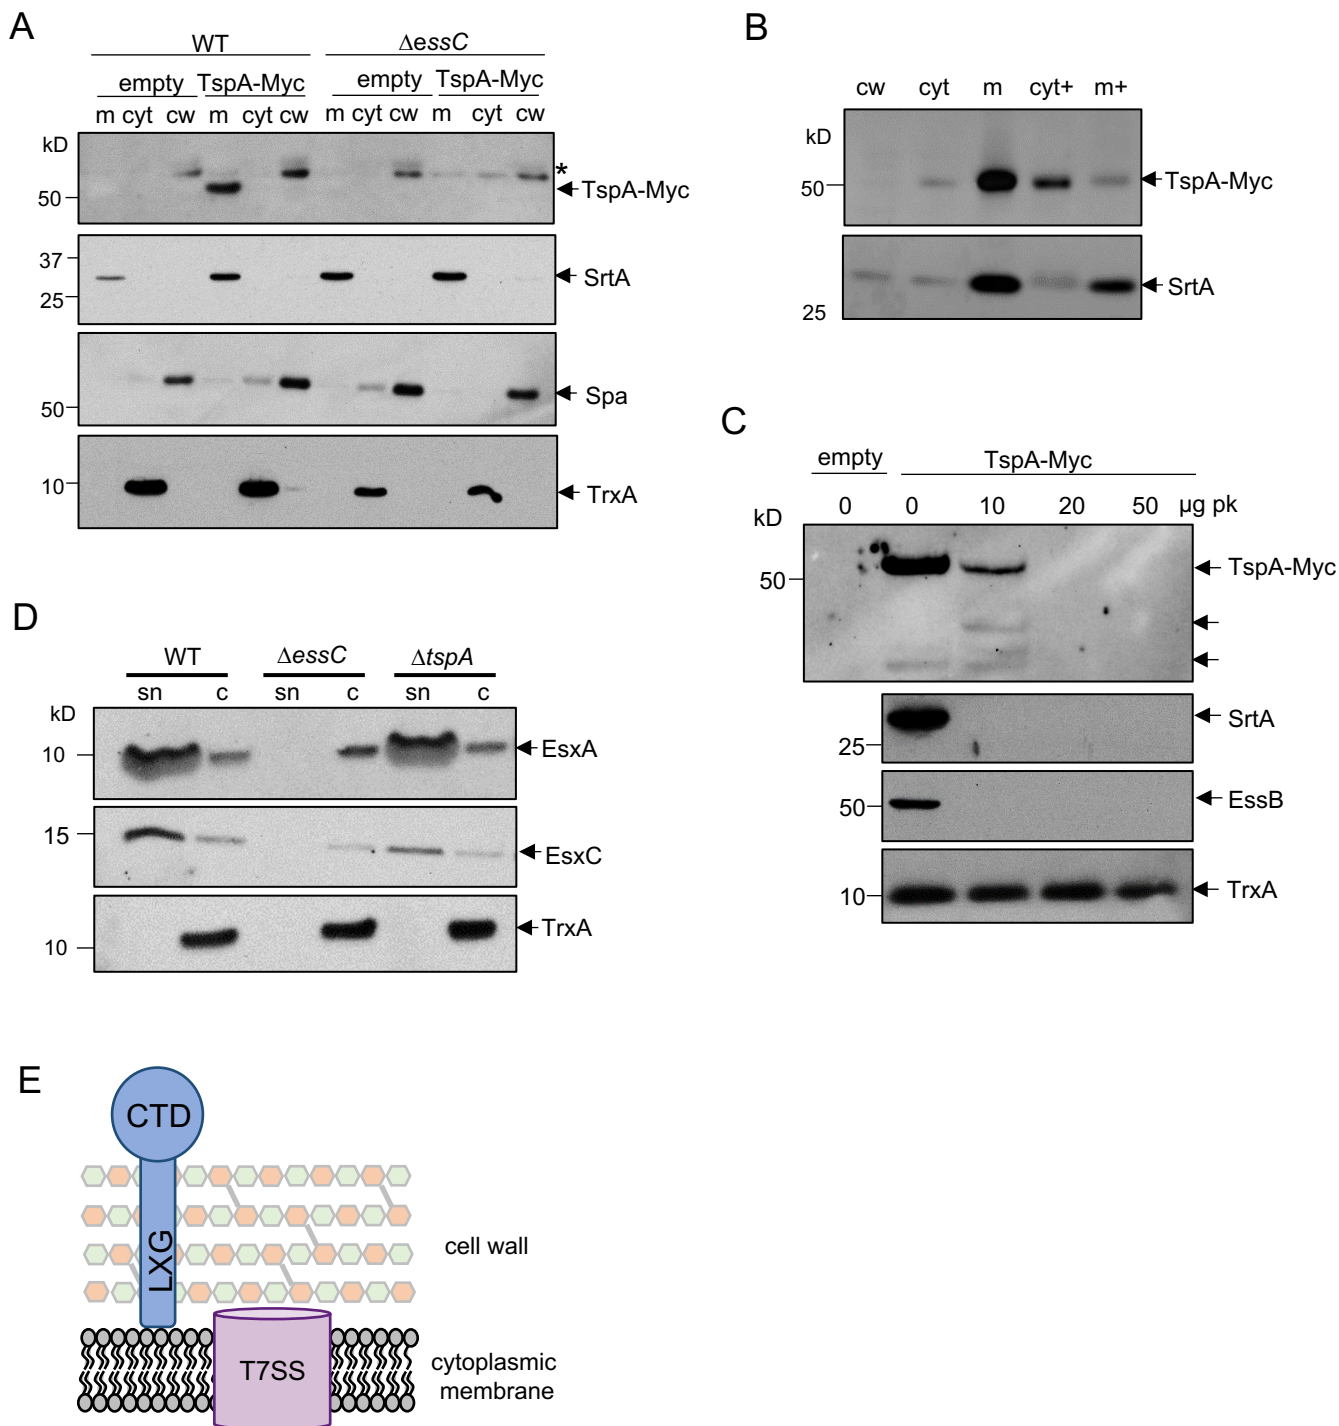 A
WT ΔessC
empty TspA-Myc empty TspA-Myc
m cyt cw m cyt cw m cyt cw m cyt cw
kD
50
*
TspA-Myc
37
25
SrtA
50
Spa
10
TrxA
B
cw cyt m cyt+ m+
50
TspA-Myc
25
SrtA
C
empty TspA-Myc
0 0 10 20 50 µg pk
kD
50
TspA-Myc
25
SrtA
50
EssB
10
TrxA
D
WT ΔessC ΔtspA
sn c sn c sn c
kD
10
EsxA
15
EsxC
10
TrxA
E
CTD
LXG
cell wall
T7SS
cytoplasmic
membrane